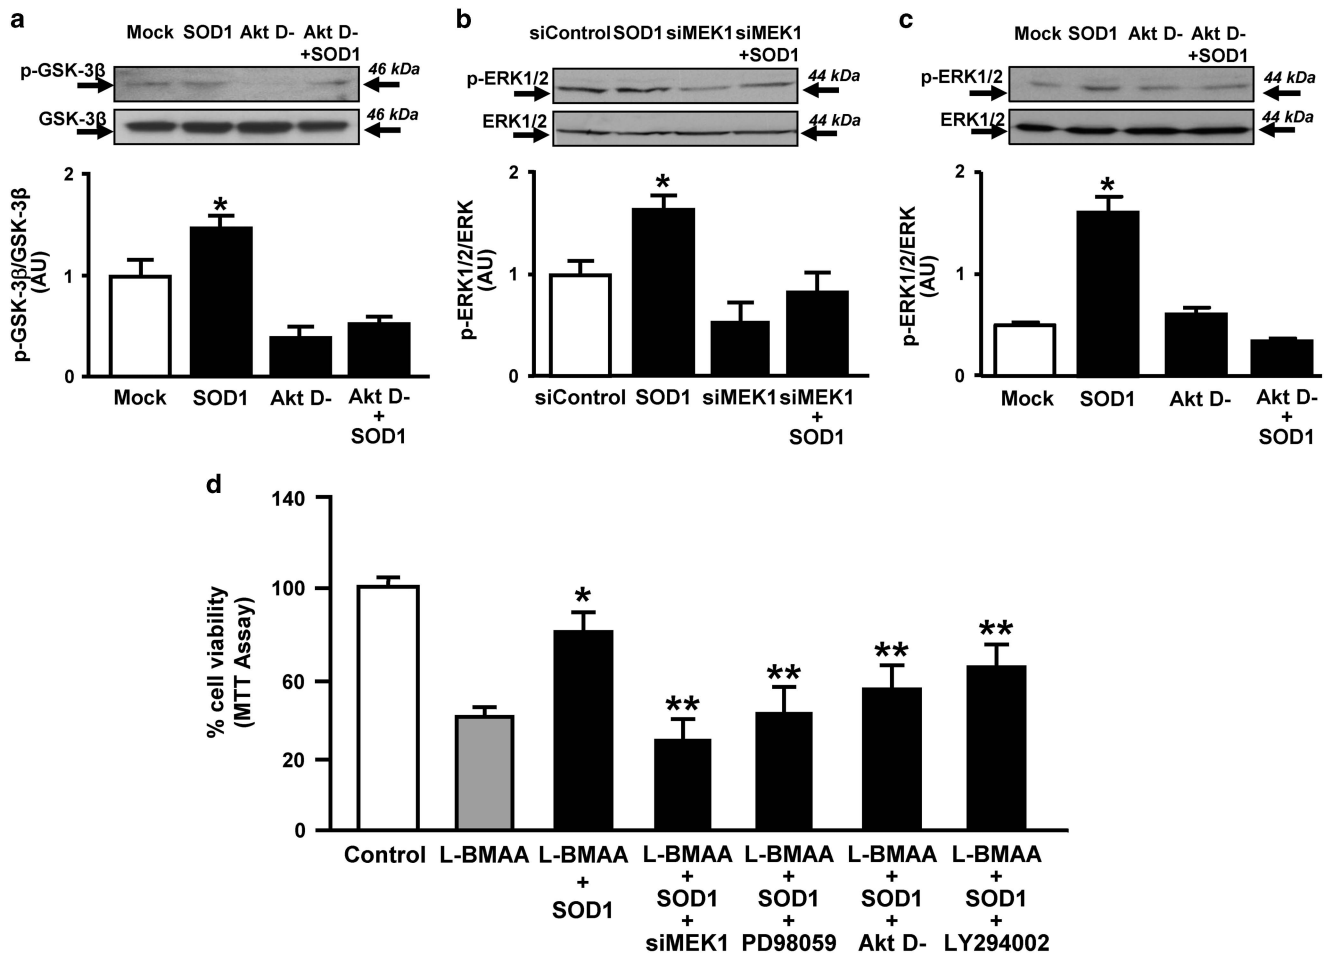 a
Mock SOD1 Akt D- Akt D-
+SOD1
p-GSK-3β 46 kDa
GSK-3β 46 kDa
2
*
1
0
p-GSK-3β/GSK-3β
(AU)
Mock SOD1 Akt D- Akt D-
+
SOD1
b
siControl SOD1 siMEK1 siMEK1
+SOD1
p-ERK1/2 44 kDa
ERK1/2 44 kDa
2
*
1
0
p-ERK1/2/ERK
(AU)
siControl SOD1 siMEK1 siMEK1
+
SOD1
c
Mock SOD1 Akt D- Akt D-
+SOD1
p-ERK1/2 44 kDa
ERK1/2 44 kDa
2
*
1
0
p-ERK1/2/ERK
(AU)
Mock SOD1 Akt D- Akt D-
+
SOD1
d
140
100
60
20
0
% cell viability
(MTT Assay)
* ** ** ** **
Control L-BMAA L-BMAA L-BMAA L-BMAA L-BMAA L-BMAA
+ + + + +
SOD1 SOD1 SOD1 SOD1 SOD1
+ + + +
siMEK1 PD98059 Akt D- LY294002